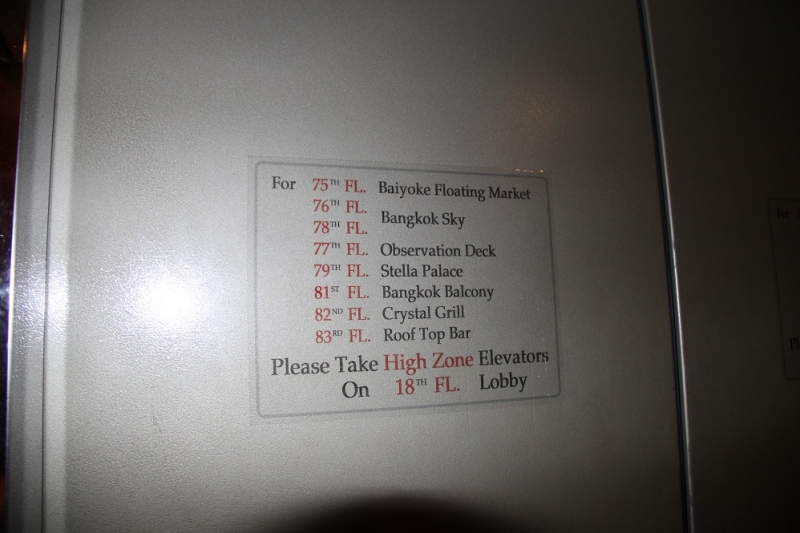 For 75TH FL. Baiyoke Floating Market
76TH FL.
Bangkok Sky
78TH FL.
77TH FL. Observation Deck
79TH FL. Stella Palace
81ST FL. Bangkok Balcony
82ND FL. Crystal Grill
83RD FL. Roof Top Bar
Please Take High Zone Elevators
On 18TH FL. Lobby
For